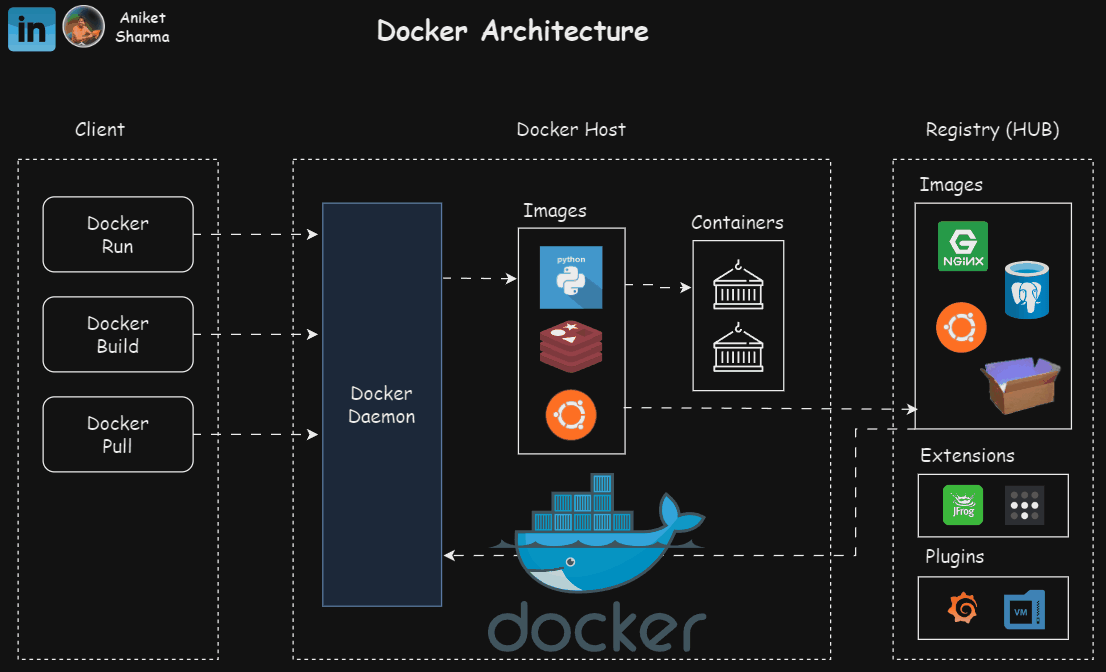 in
Aniket
Sharma
Docker Architecture
Client
Docker Host
Registry (HUB)
Docker
Run
Docker
Build
Docker
Pull
Docker
Daemon
Images
python
Containers
docker
Images
NGiNX
Extensions
JFrog
Plugins
VM